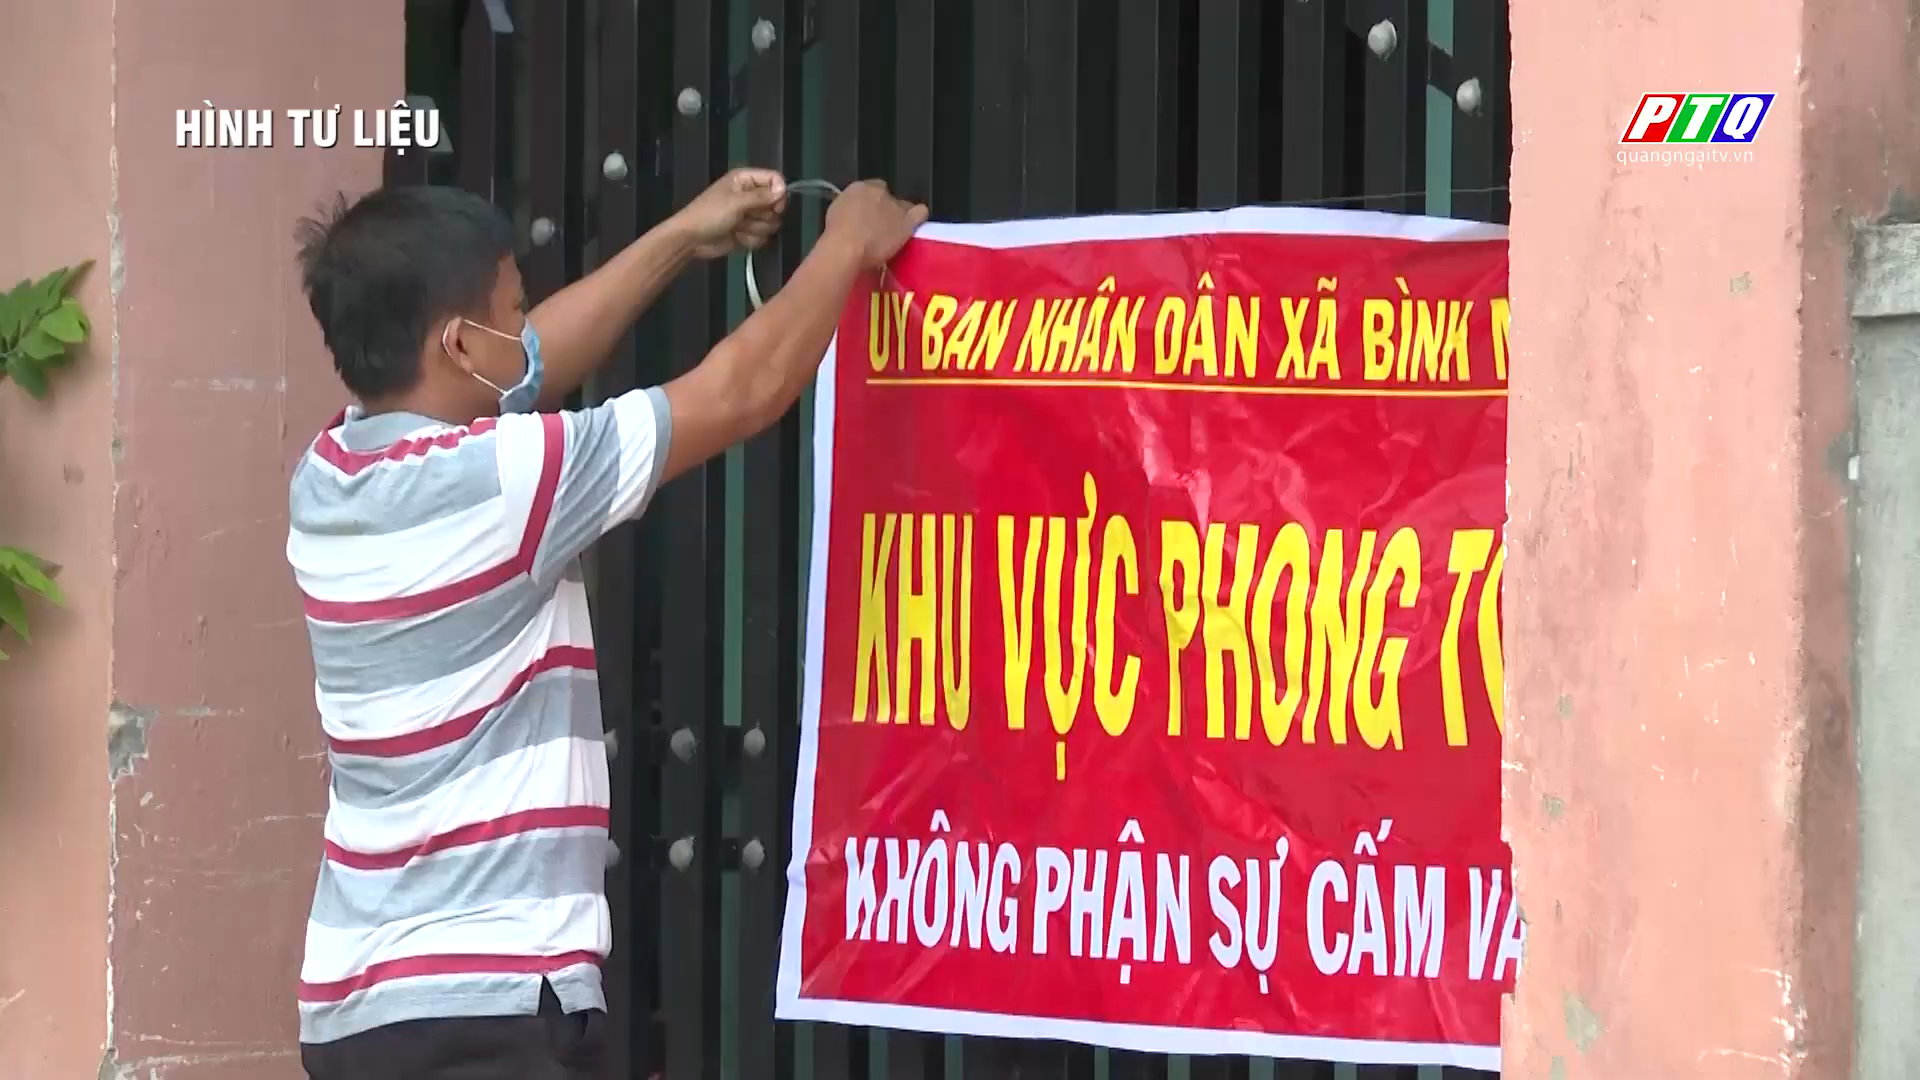 HÌNH TƯ LIỆU
PTQ
quangngaitv.vn
ỦY BAN NHÂN DÂN XÃ BÌNH
KHU VỰC PHONG
KHÔNG PHẬN SỰ CẤM